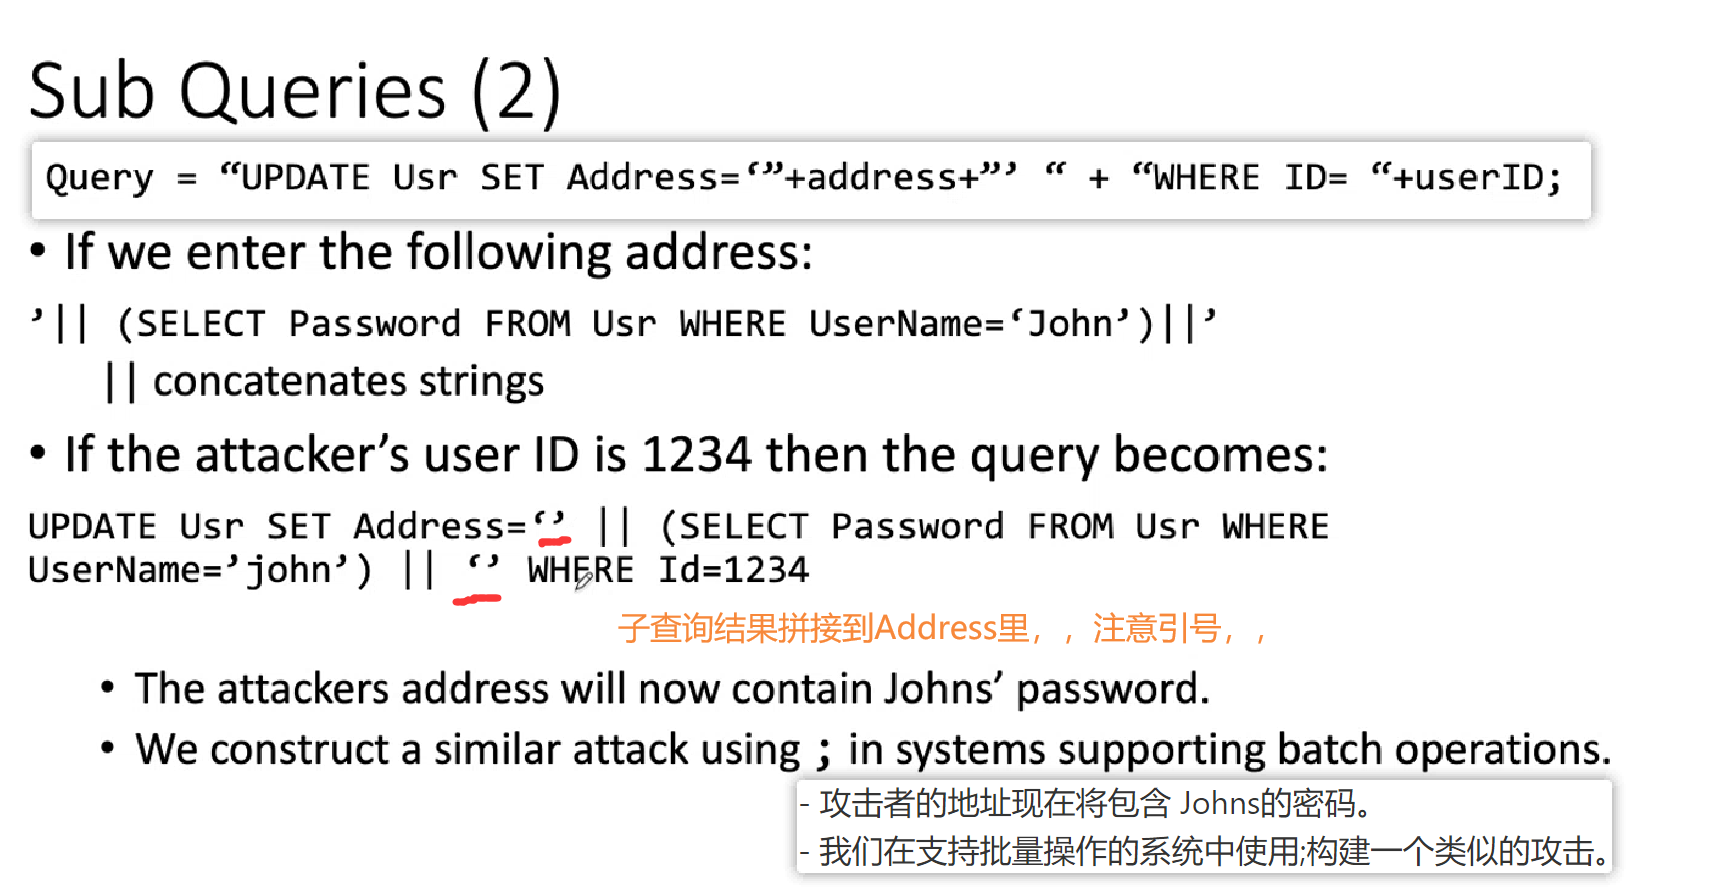 Sub Queries (2)
Query = “UPDATE Usr SET Address=‘”+address+”’ “ + “WHERE ID= “+userID;
• If we enter the following address:
’|| (SELECT Password FROM Usr WHERE UserName=‘John’)||’
|| concatenates strings
• If the attacker’s user ID is 1234 then the query becomes:
UPDATE Usr SET Address=‘’ || (SELECT Password FROM Usr WHERE
UserName=’john’) || ‘’ WHERE Id=1234
子查询结果拼接到Address里，，注意引号，，
• The attackers address will now contain Johns’ password.
• We construct a similar attack using ; in systems supporting batch operations.
- 攻击者的地址现在将包含 Johns的密码。
- 我们在支持批量操作的系统中使用;构建一个类似的攻击。